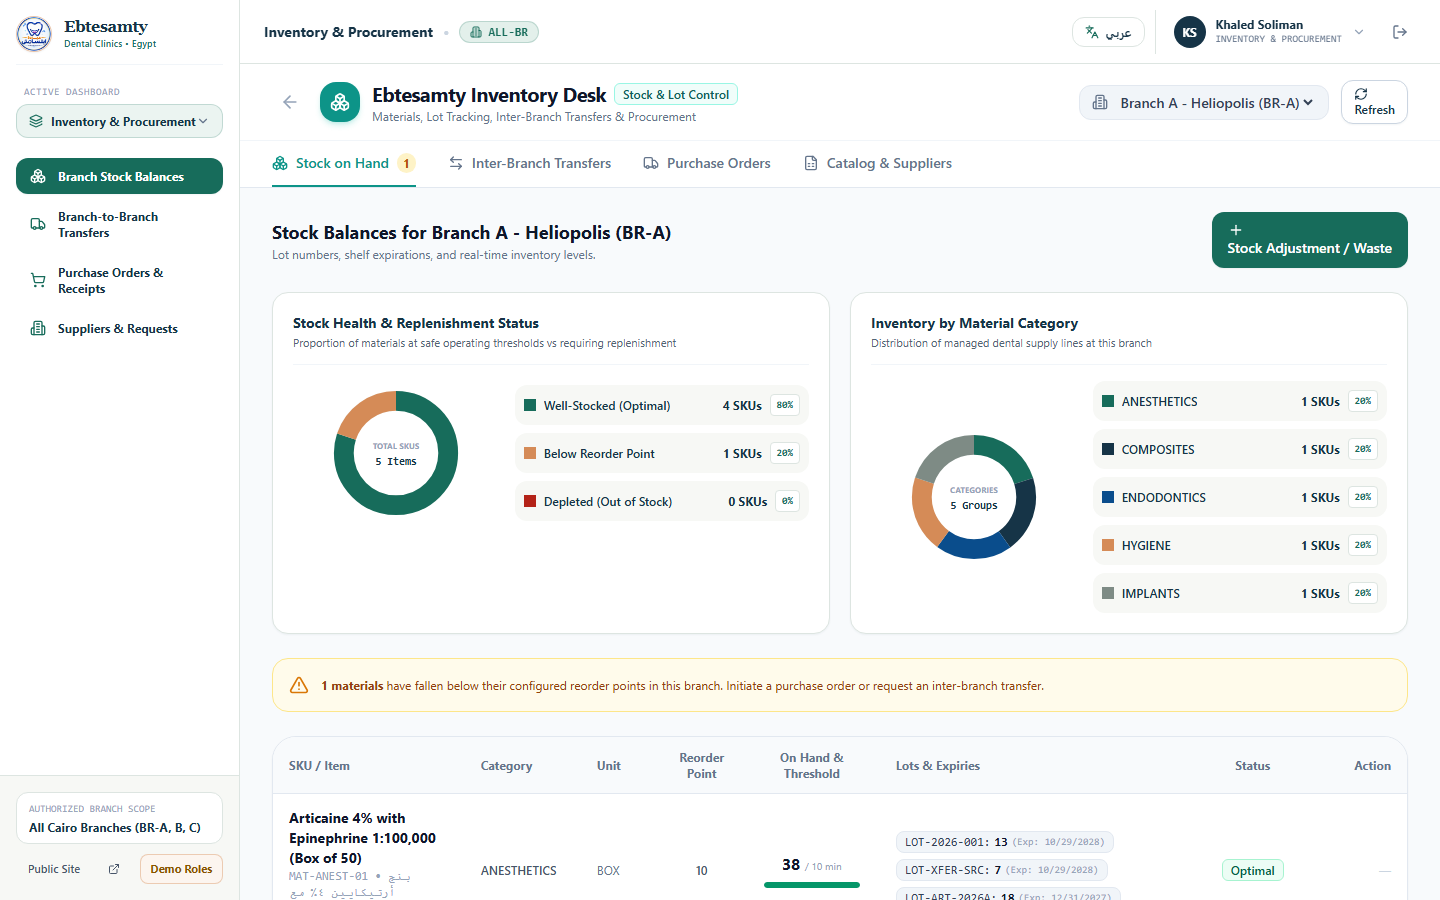 Ebtesamty
Dental Clinics • Egypt
ACTIVE DASHBOARD
Inventory & Procurement
Branch Stock Balances
Branch-to-Branch
Transfers
Purchase Orders &
Receipts
Suppliers & Requests
AUTHORIZED BRANCH SCOPE
All Cairo Branches (BR-A, B, C)
Public Site
Demo Roles
Inventory & Procurement
ALL-BR
عربي
KS
Khaled Soliman
INVENTORY & PROCUREMENT
Ebtesamty Inventory Desk
Stock & Lot Control
Materials, Lot Tracking, Inter-Branch Transfers & Procurement
Branch A - Heliopolis (BR-A)
Refresh
Stock on Hand 1
Inter-Branch Transfers
Purchase Orders
Catalog & Suppliers
Stock Balances for Branch A - Heliopolis (BR-A)
Lot numbers, shelf expirations, and real-time inventory levels.
+
Stock Adjustment / Waste
Stock Health & Replenishment Status
Proportion of materials at safe operating thresholds vs requiring replenishment
TOTAL SKUS
5 Items
Well-Stocked (Optimal) 4 SKUs 80%
Below Reorder Point 1 SKUs 20%
Depleted (Out of Stock) 0 SKUs 0%
Inventory by Material Category
Distribution of managed dental supply lines at this branch
CATEGORIES
5 Groups
ANESTHETICS 1 SKUs 20%
COMPOSITES 1 SKUs 20%
ENDODONTICS 1 SKUs 20%
HYGIENE 1 SKUs 20%
IMPLANTS 1 SKUs 20%
1 materials have fallen below their configured reorder points in this branch. Initiate a purchase order or request an inter-branch transfer.
SKU / Item
Category
Unit
Reorder
Point
On Hand &
Threshold
Lots & Expiries
Status
Action
Articaine 4% with
Epinephrine 1:100,000
(Box of 50)
MAT-ANEST-01 • بنج
أرتيكايين ٤٪ مع
ANESTHETICS
BOX
10
38 / 10 min
LOT-2026-001: 13 (Exp: 10/29/2028)
LOT-XFER-SRC: 7 (Exp: 10/29/2028)
LOT-ART-2026A: 18 (Exp: 12/31/2027)
Optimal
—